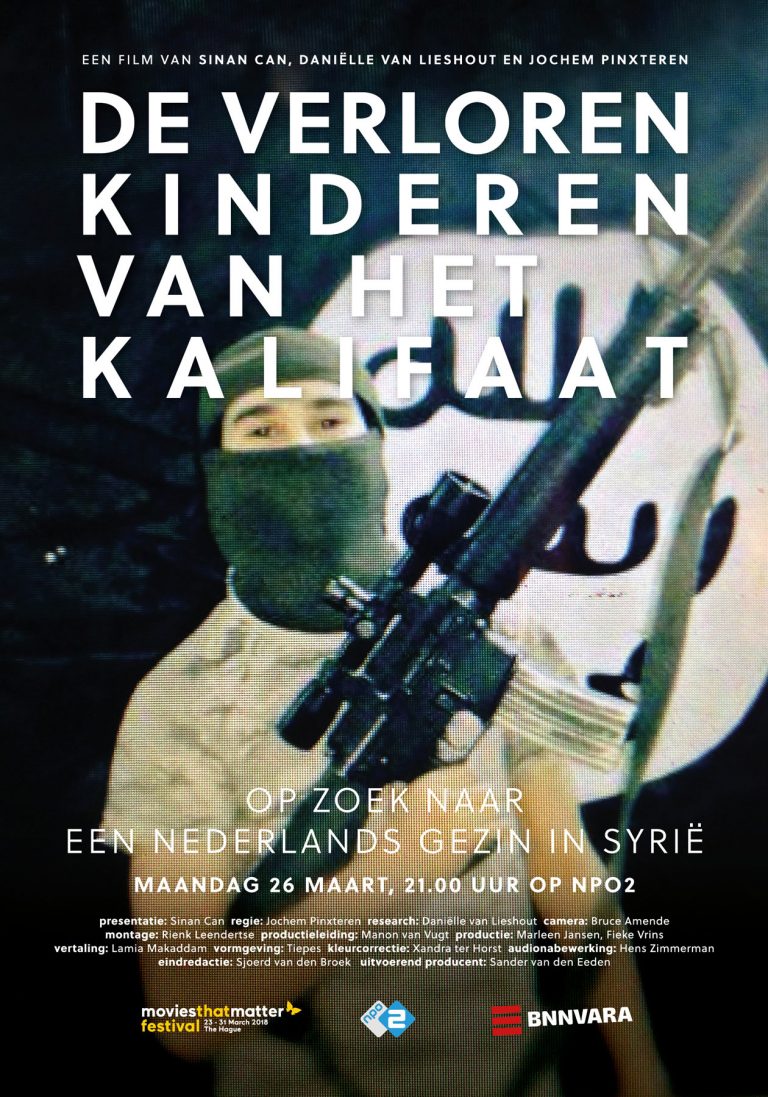 EEN FILM VAN SINAN CAN, DANIËLLE VAN LIESHOUT EN JOCHEM PINXTEREN
DE VERLOREN
KINDEREN
VAN HET
KALIFAAT
OP ZOEK NAAR
EEN NEDERLANDS GEZIN IN SYRIË
MAANDAG 26 MAART, 21.00 UUR OP NPO2
presentatie: Sinan Can regie: Jochem Pinxteren research: Daniëlle van Lieshout camera: Bruce Amende
montage: Rienk Leendertse productieleiding: Manon van Vugt productie: Marleen Jansen, Fieke Vrins
vertaling: Lamia Makaddam vormgeving: Tiepes kleurcorrectie: Xandra ter Horst audionabewerking: Hens Zimmerman
eindredactie: Sjoerd van den Broek uitvoerend producent: Sander van den Eeden
moviesthatmatter
festival 23 - 31 March 2018
The Hague
npo 2
BNNVARA